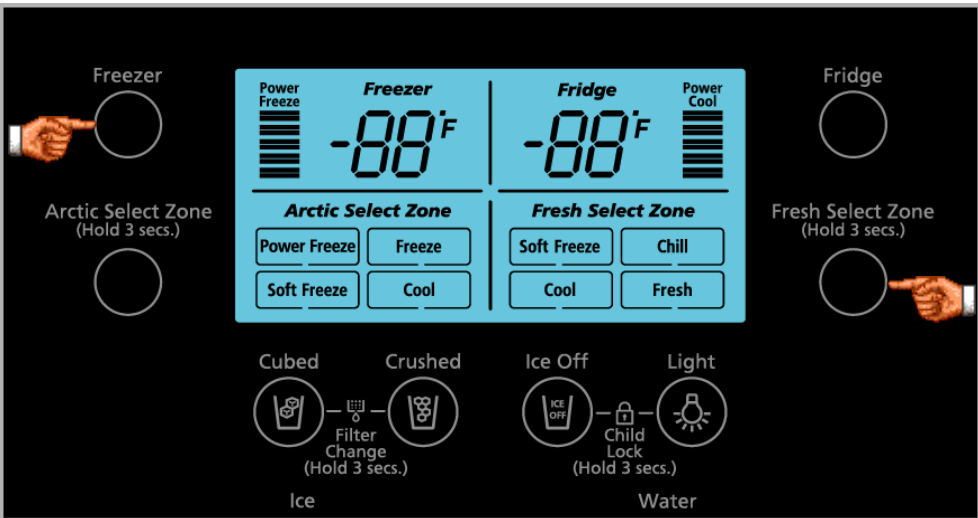 Freezer
Fridge
Power
Freeze
Freezer
-88°F
Fridge
-88°F
Power
Cool
Arctic Select Zone
(Hold 3 secs.)
Arctic Select Zone
Fresh Select Zone
Fresh Select Zone
(Hold 3 secs.)
Power Freeze
Freeze
Soft Freeze
Chill
Soft Freeze
Cool
Cool
Fresh
Cubed
Crushed
Ice Off
Light
ICE
OFF
Filter
Change
(Hold 3 secs.)
Child
Lock
(Hold 3 secs.)
Ice
Water